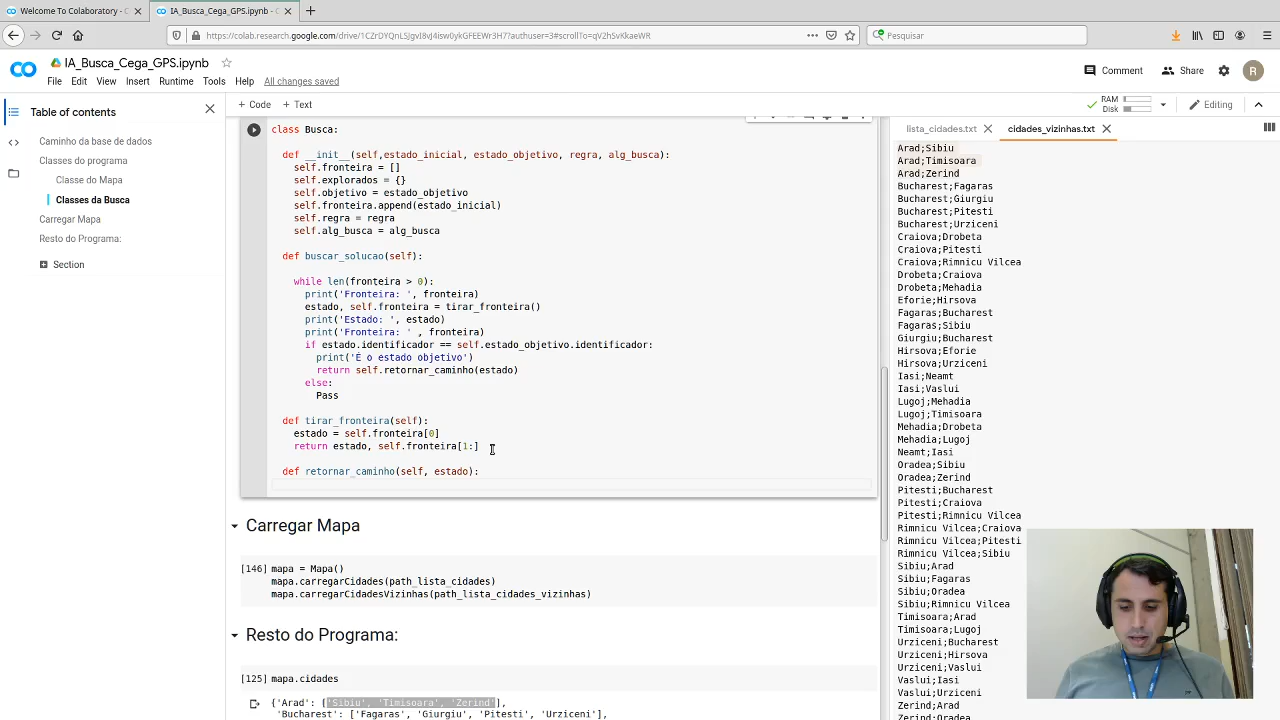 Welcome To Colaboratory - C
IA_Busca_Cega_GPS.ipynb - C
https://colab.research.google.com/drive/1CZrDYQnLSJgvI8vJ4isw0ykGFEEWr3H7?authuser=3#scrollTo=qV2hSvKkaeWR
Pesquisar
IA_Busca_Cega_GPS.ipynb
File Edit View Insert Runtime Tools Help All changes saved
Comment
Share
R
+ Code + Text
RAM
Disk
Editing
Table of contents
Caminho da base de dados
Classes do programa
Classe do Mapa
Classes da Busca
Carregar Mapa
Resto do Programa:
Section
class Busca:
def __init__(self,estado_inicial, estado_objetivo, regra, alg_busca):
self.fronteira = []
self.explorados = {}
self.objetivo = estado_objetivo
self.fronteira.append(estado_inicial)
self.regra = regra
self.alg_busca = alg_busca
def buscar_solucao(self):
while len(fronteira > 0):
print('Fronteira: ', fronteira)
estado, self.fronteira = tirar_fronteira()
print('Estado: ', estado)
print('Fronteira: ' , fronteira)
if estado.identificador == self.estado_objetivo.identificador:
print('É o estado objetivo')
return self.retornar_caminho(estado)
else:
Pass
def tirar_fronteira(self):
estado = self.fronteira[0]
return estado, self.fronteira[1:]
def retornar_caminho(self, estado):
Carregar Mapa
[146] mapa = Mapa()
mapa.carregarCidades(path_lista_cidades)
mapa.carregarCidadesVizinhas(path_lista_cidades_vizinhas)
Resto do Programa:
[125] mapa.cidades
{'Arad': ['Sibiu', 'Timisoara', 'Zerind'],
'Bucharest': ['Fagaras', 'Giurgiu', 'Pitesti', 'Urziceni'],
lista_cidades.txt
cidades_vizinhas.txt
Arad;Sibiu
Arad;Timisoara
Arad;Zerind
Bucharest;Fagaras
Bucharest;Giurgiu
Bucharest;Pitesti
Bucharest;Urziceni
Craiova;Drobeta
Craiova;Pitesti
Craiova;Rimnicu Vilcea
Drobeta;Craiova
Drobeta;Mehadia
Eforie;Hirsova
Fagaras;Bucharest
Fagaras;Sibiu
Giurgiu;Bucharest
Hirsova;Eforie
Hirsova;Urziceni
Iasi;Neamt
Iasi;Vaslui
Lugoj;Mehadia
Lugoj;Timisoara
Mehadia;Drobeta
Mehadia;Lugoj
Neamt;Iasi
Oradea;Sibiu
Oradea;Zerind
Pitesti;Bucharest
Pitesti;Craiova
Pitesti;Rimnicu Vilcea
Rimnicu Vilcea;Craiova
Rimnicu Vilcea;Pitesti
Rimnicu Vilcea;Sibiu
Sibiu;Arad
Sibiu;Fagaras
Sibiu;Oradea
Sibiu;Rimnicu Vilcea
Timisoara;Arad
Timisoara;Lugoj
Urziceni;Bucharest
Urziceni;Hirsova
Urziceni;Vaslui
Vaslui;Iasi
Vaslui;Urziceni
Zerind;Arad
Zerind;Oradea